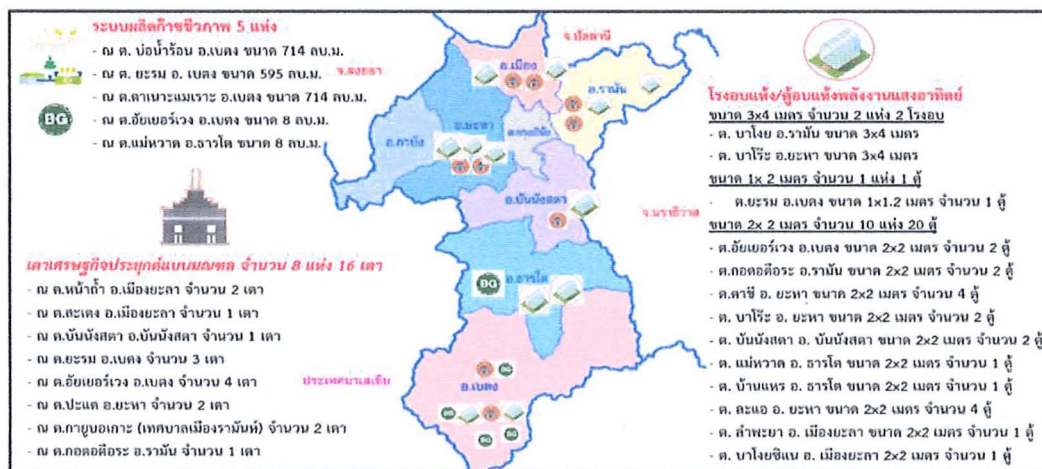 ระบบผลิตก๊าซชีวภาพ 5 แห่ง
- ณ ต. บ่อน้ำร้อน อ.เบตง ขนาด 714 ลบ.ม.
- ณ ต. ยะรม อ. เบตง ขนาด 595 ลบ.ม.
- ณ ต.ตาเนาะแมเราะ อ.เบตง ขนาด 714 ลบ.ม.
- ณ ต.อัยเยอร์เวง อ.เบตง ขนาด 8 ลบ.ม.
- ณ ต.แม่หวาด อ.ธารโต ขนาด 8 ลบ.ม.
BG
เตาเศรษฐกิจประยุกต์แบบมณฑล จำนวน 8 แห่ง 16 เตา
- ณ ต.หน้าถ้ำ อ.เมืองยะลา จำนวน 2 เตา
- ณ ต.สะเตง อ.เมืองยะลา จำนวน 1 เตา
- ณ ต.บันนังสตา อ.บันนังสตา จำนวน 1 เตา
- ณ ต.ยะรม อ.เบตง จำนวน 3 เตา
- ณ ต.อัยเยอร์เวง อ.เบตง จำนวน 4 เตา
- ณ ต.ปะแต อ.ยะหา จำนวน 2 เตา
- ณ ต.กายูบอเกาะ (เทศบาลเมืองรามันห์) จำนวน 2 เตา
- ณ ต.กอตอตือระ อ.รามัน จำนวน 1 เตา
จ.ปัตตานี
จ.สงขลา
อ.เมือง
อ.รามัน
อ.ยะหา
อ.กรงปินัง
อ.กาบัง
อ.บันนังสตา
จ.นราธิวาส
อ.ธารโต
BG
ประเทศมาเลเซีย
อ.เบตง
BG
BG
BG
BG
โรงอบแห้ง/ตู้อบแห้งพลังงานแสงอาทิตย์
ขนาด 3x4 เมตร จำนวน 2 แห่ง 2 โรงอบ
- ต. บาโงย อ.รามัน ขนาด 3x4 เมตร
- ต. บาโร๊ะ อ.ยะหา ขนาด 3x4 เมตร
ขนาด 1x 2 เมตร จำนวน 1 แห่ง 1 ตู้
- ต.ยะรม อ.เบตง ขนาด 1x1.2 เมตร จำนวน 1 ตู้
ขนาด 2x 2 เมตร จำนวน 10 แห่ง 20 ตู้
- ต.อัยเยอร์เวง อ.เบตง ขนาด 2x2 เมตร จำนวน 2 ตู้
- ต.กอตอตือระ อ.รามัน ขนาด 2x2 เมตร จำนวน 2 ตู้
- ต.ตาชี อ. ยะหา ขนาด 2x2 เมตร จำนวน 4 ตู้
- ต. บาโร๊ะ อ. ยะหา ขนาด 2x2 เมตร จำนวน 2 ตู้
- ต. บันนังสตา อ. บันนังสตา ขนาด 2x2 เมตร จำนวน 2 ตู้
- ต. แม่หวาด อ. ธารโต ขนาด 2x2 เมตร จำนวน 1 ตู้
- ต. บ้านแหร อ. ธารโต ขนาด 2x2 เมตร จำนวน 1 ตู้
- ต. ละแอ อ. ยะหา ขนาด 2x2 เมตร จำนวน 4 ตู้
- ต. ลำพะยา อ. เมืองยะลา ขนาด 2x2 เมตร จำนวน 1 ตู้
- ต. บาโงยซิแน อ. เมืองยะลา 2x2 เมตร จำนวน 1 ตู้